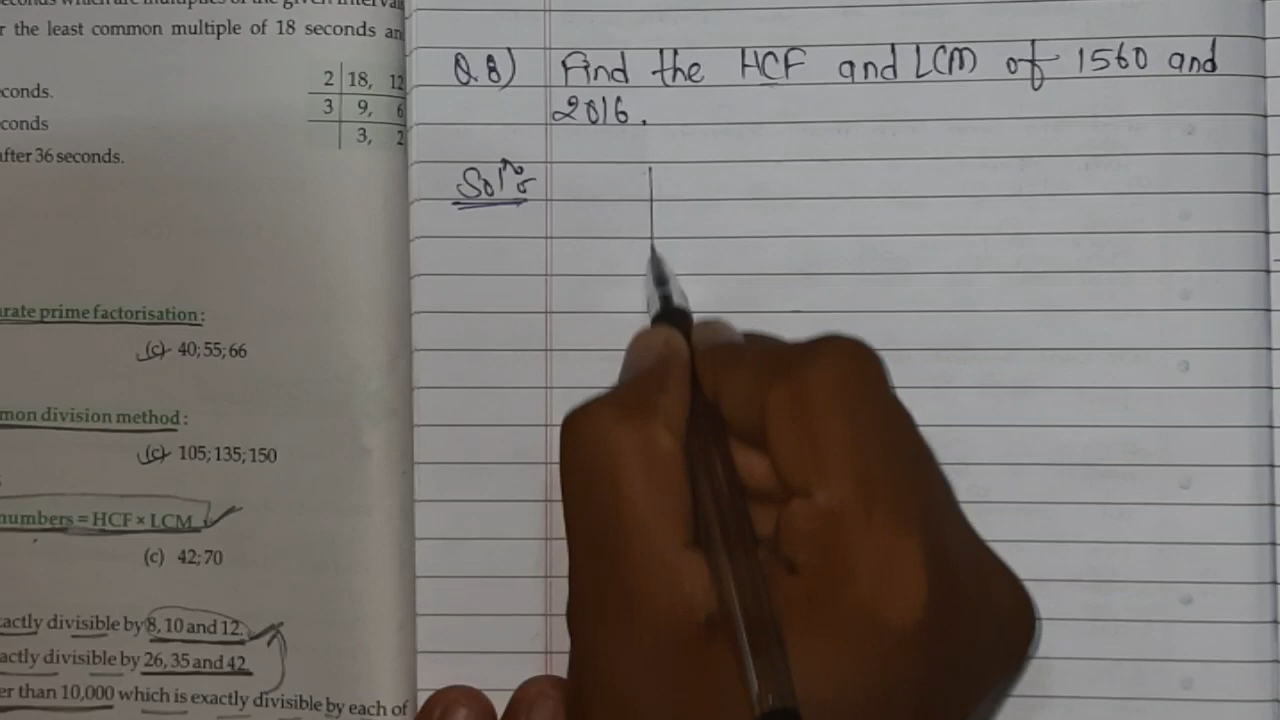 r the least common multiple of 18 seconds an
2 18, 12
conds.
3 9, 6
conds
3, 2
after 36 seconds.
arate prime factorisation:
(c) 40; 55; 66
mon division method:
(c) 105; 135; 150
numbers = HCF × LCM
(c) 42; 70
actly divisible by 8, 10 and 12.
actly divisible by 26, 35 and 42.
er than 10,000 which is exactly divisible by each of
Q.8) Find the HCF and LCM of 1560 and
2016.
Solⁿ: